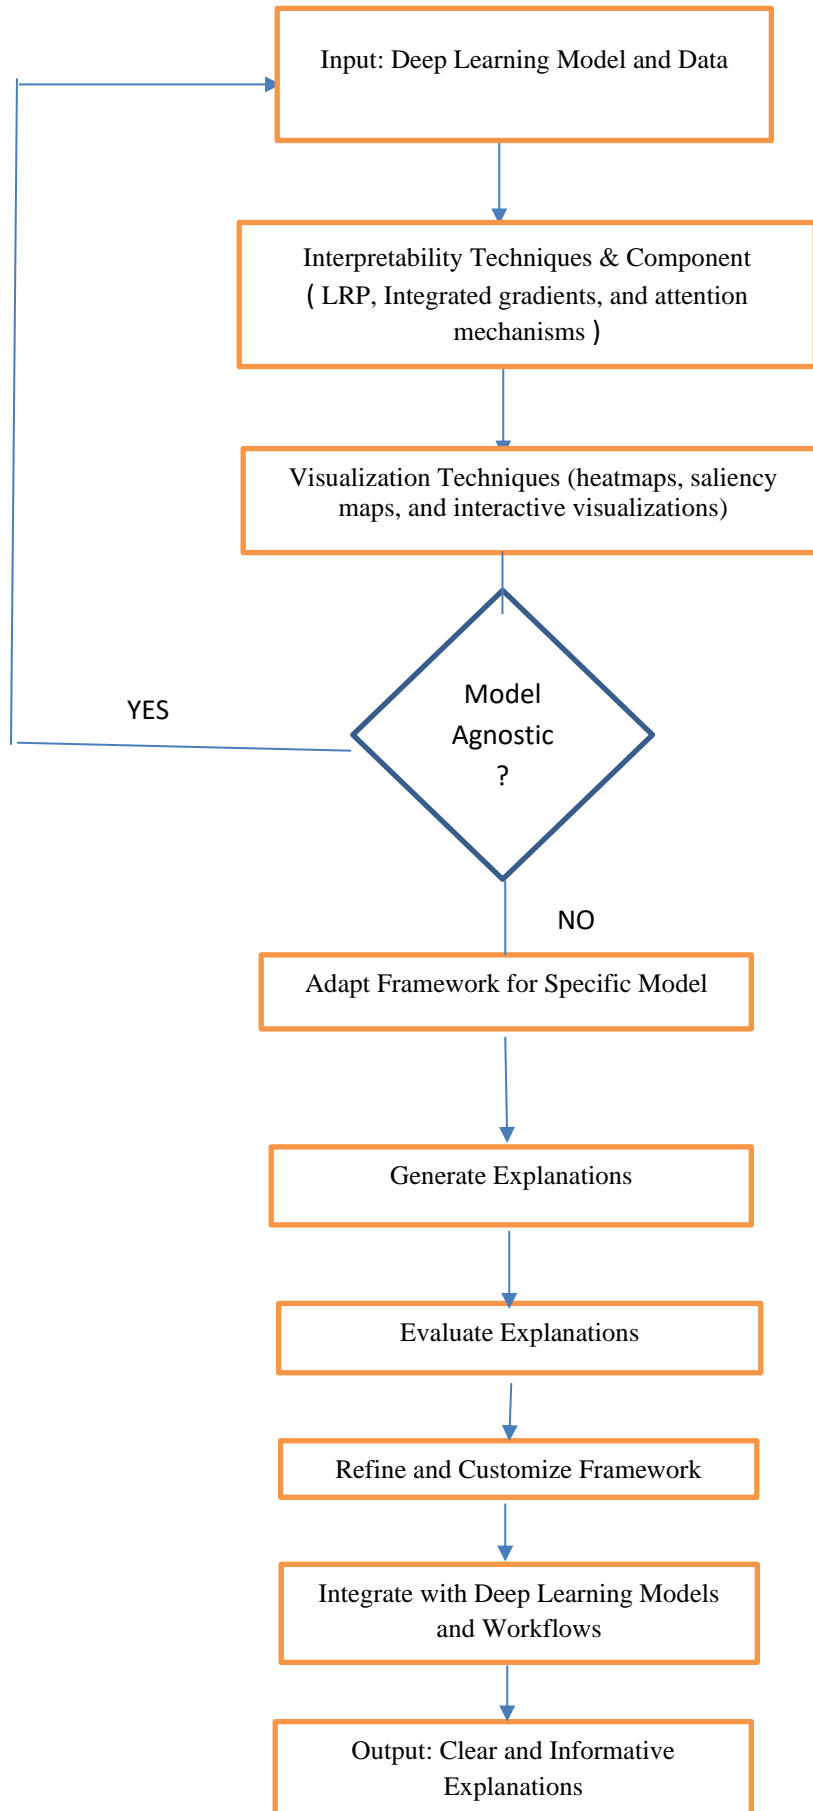 Input: Deep Learning Model and Data
Interpretability Techniques & Component
( LRP, Integrated gradients, and attention
mechanisms )
Visualization Techniques (heatmaps, saliency
maps, and interactive visualizations)
Model
Agnostic
?
YES
NO
Adapt Framework for Specific Model
Generate Explanations
Evaluate Explanations
Refine and Customize Framework
Integrate with Deep Learning Models
and Workflows
Output: Clear and Informative
Explanations